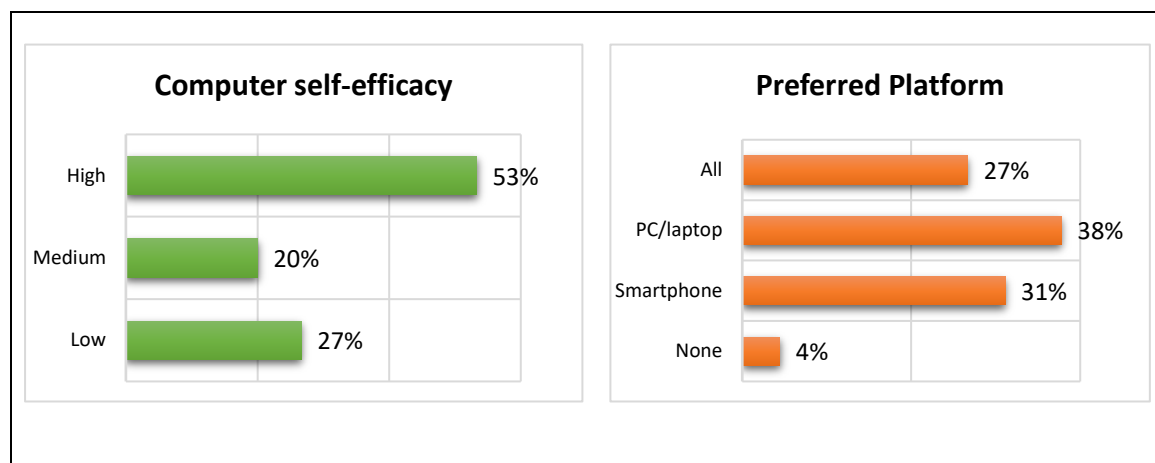 Computer self-efficacy
High
53%
Medium
20%
Low
27%
Preferred Platform
All
27%
PC/laptop
38%
Smartphone
31%
None
4%